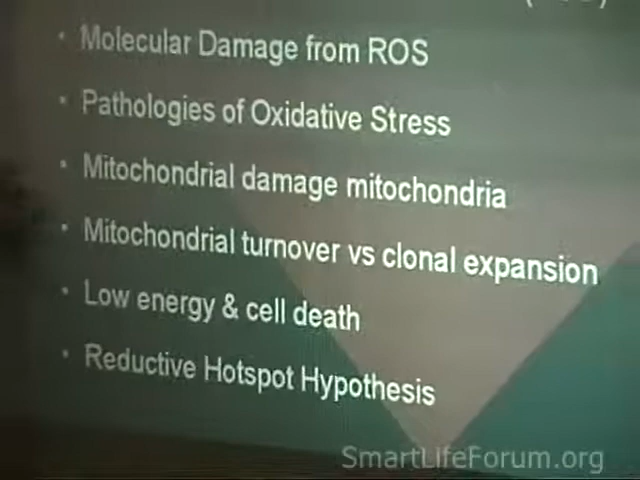 • Molecular Damage from ROS
• Pathologies of Oxidative Stress
• Mitochondrial damage mitochondria
• Mitochondrial turnover vs clonal expansion
• Low energy & cell death
• Reductive Hotspot Hypothesis
SmartLifeForum.org